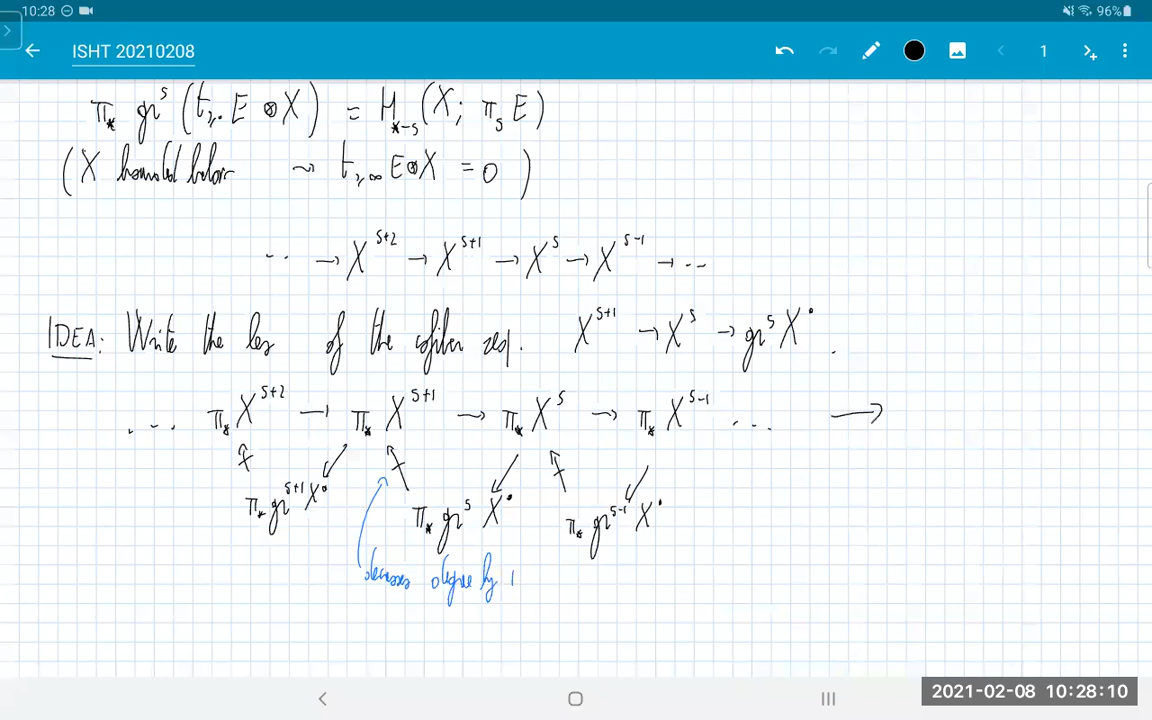 10:28
96%
ISHT 20210208
1
π_* gr^s (τ_{≥•} E ⊗ X) = H_{*-s} (X; π_s E)
(X bounded below ⇝ τ_{≥∞} E ⊗ X = 0)
... → X^{s+2} → X^{s+1} → X^s → X^{s-1} → ...
IDEA: Write the les of the cofiber seq. X^{s+1} → X^s → gr^s X^• .
.... π_* X^{s+2} → π_* X^{s+1} → π_* X^s → π_* X^{s-1} ... →
π_* gr^{s+1} X^• π_* gr^s X^• π_* gr^{s-1} X^•
decreases degree by 1
2021-02-08 10:28:10